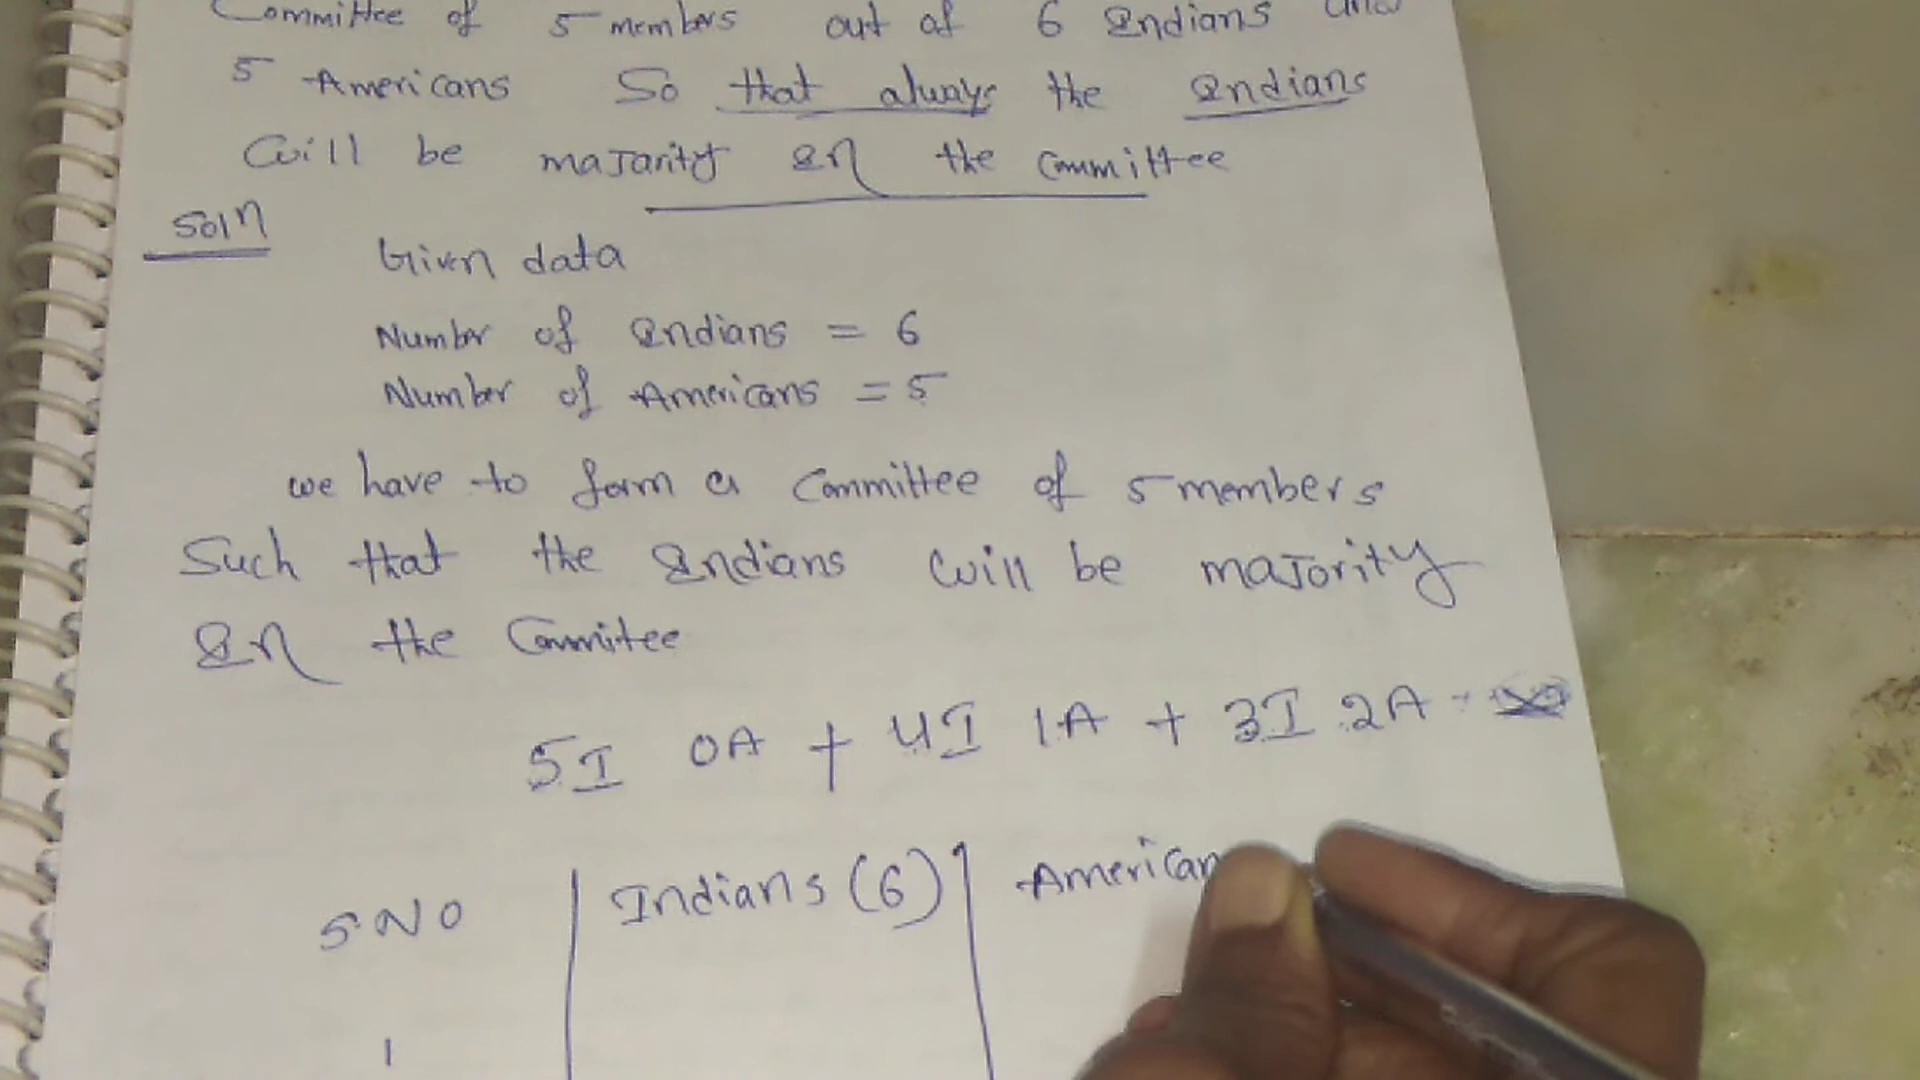 Committee of 5 members out of 6 Indians and
5 Americans So that always the Indians
will be majarity in the committee
Soln
Given data
Number of Indians = 6
Number of Americans = 5
we have to form a committee of 5 members
Such that the Indians will be majority
in the Commitee
5I 0A + 4I 1A + 3I 2A
SNO Indians (6) American
1